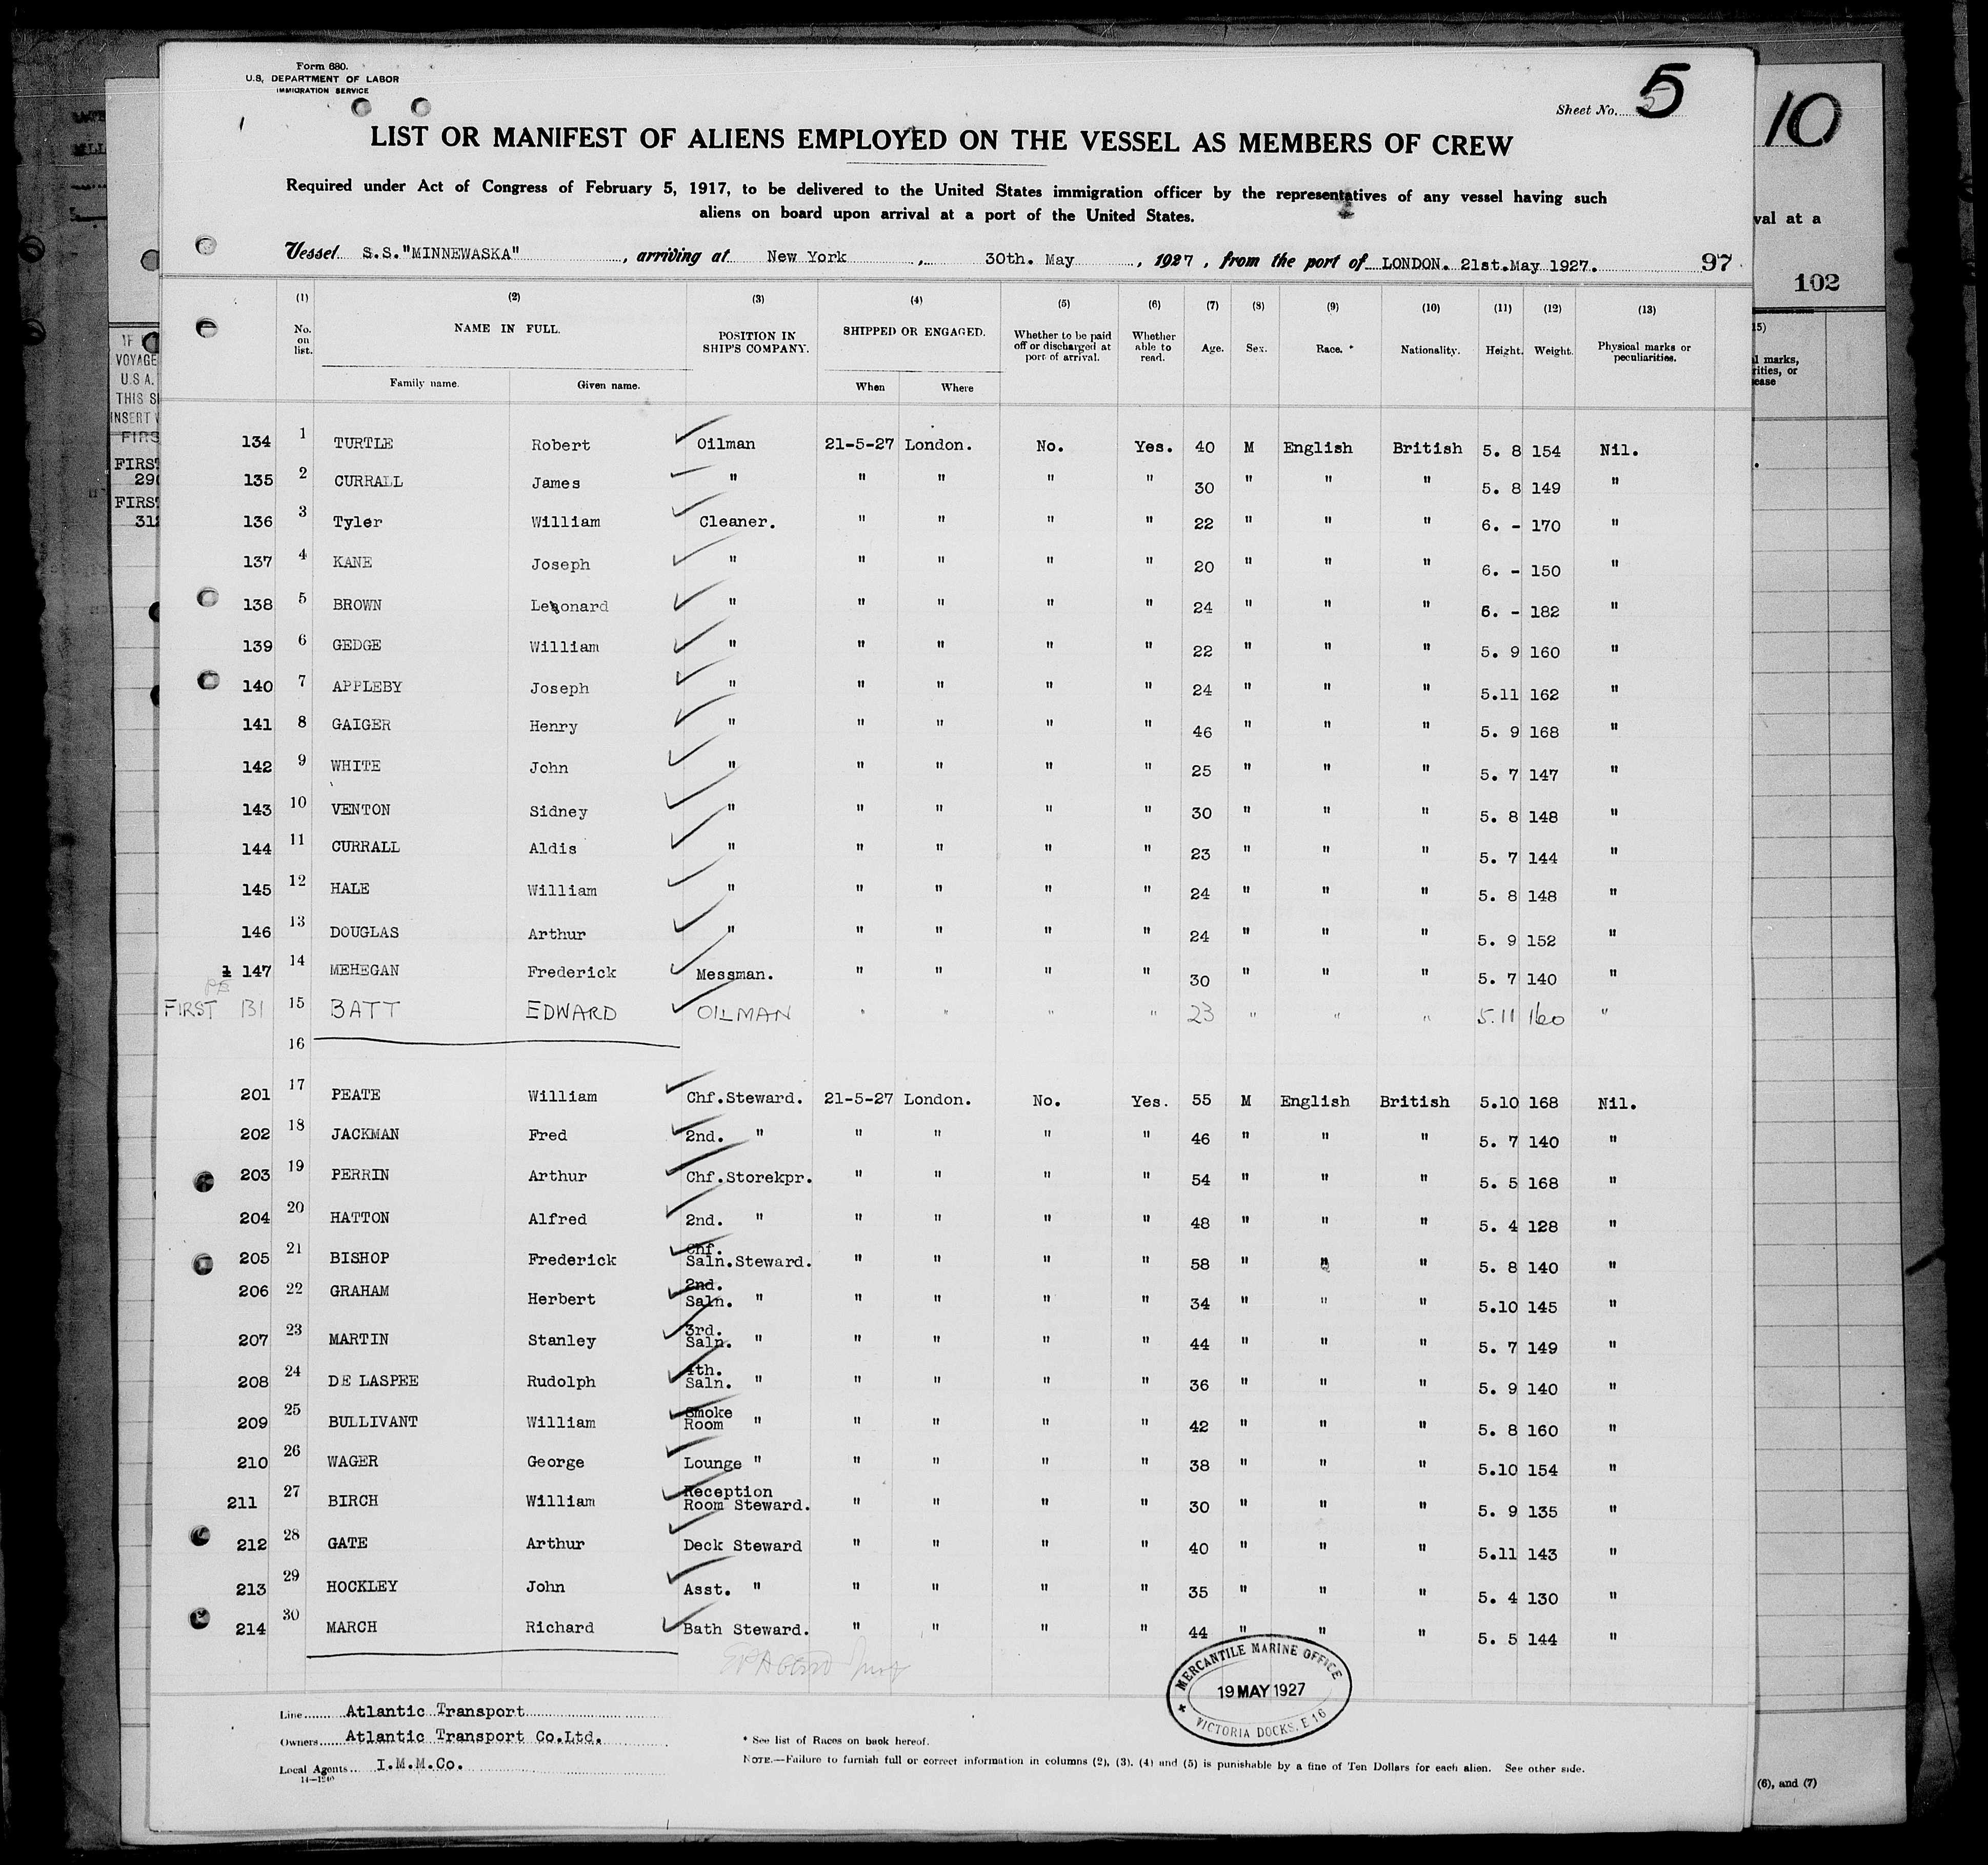 Form 680.
U.S. DEPARTMENT OF LABOR
IMMIGRATION SERVICE
Sheet No. 5
10
LIST OR MANIFEST OF ALIENS EMPLOYED ON THE VESSEL AS MEMBERS OF CREW
Required under Act of Congress of February 5, 1917, to be delivered to the United States immigration officer by the representatives of any vessel having such
aliens on board upon arrival at a port of the United States.
val at a
Vessel S.S."MINNEWASKA", arriving at New York, 30th. May, 1927, from the port of LONDON. 21st.May 1927. 97
102
(1) (2) (3) (4) (5) (6) (7) (8) (9) (10) (11) (12) (13)
No. on list. NAME IN FULL. POSITION IN SHIP'S COMPANY. SHIPPED OR ENGAGED. Whether to be paid off or discharged at port of arrival. Whether able to read. Age. Sex. Race. * Nationality. Height. Weight. Physical marks or peculiarities.
Family name. Given name. When Where
134 1 TURTLE Robert Oilman 21-5-27 London. No. Yes. 40 M English British 5. 8 154 Nil.
135 2 CURRALL James " " " " " 30 " " " 5. 8 149 "
136 3 Tyler William Cleaner. " " " " 22 " " " 6. - 170 "
137 4 KANE Joseph " " " " " 20 " " " 6. - 150 "
138 5 BROWN Leonard " " " " " 24 " " " 6. - 182 "
139 6 GEDGE William " " " " " 22 " " " 5. 9 160 "
140 7 APPLEBY Joseph " " " " " 24 " " " 5.11 162 "
141 8 GAIGER Henry " " " " " 46 " " " 5. 9 168 "
142 9 WHITE John " " " " " 25 " " " 5. 7 147 "
143 10 VENTON Sidney " " " " " 30 " " " 5. 8 148 "
144 11 CURRALL Aldis " " " " " 23 " " " 5. 7 144 "
145 12 HALE William " " " " " 24 " " " 5. 8 148 "
146 13 DOUGLAS Arthur " " " " " 24 " " " 5. 9 152 "
1 147 14 MEHEGAN Frederick Messman. " " " " 30 " " " 5. 7 140 "
FIRST 131 15 BATT EDWARD OILMAN " " " " 23 " " " 5.11 160 "
16
201 17 PEATE William Chf.Steward. 21-5-27 London. No. Yes. 55 M English British 5.10 168 Nil.
202 18 JACKMAN Fred 2nd. " " " " " 46 " " " 5. 7 140 "
203 19 PERRIN Arthur Chf.Storekpr. " " " " 54 " " " 5. 5 168 "
204 20 HATTON Alfred 2nd. " " " " " 48 " " " 5. 4 128 "
205 21 BISHOP Frederick Chf. Saln.Steward. " " " " 58 " " " 5. 8 140 "
206 22 GRAHAM Herbert 2nd. Saln. " " " " " 34 " " " 5.10 145 "
207 23 MARTIN Stanley 3rd. Saln. " " " " " 44 " " " 5. 7 149 "
208 24 DE LASPEE Rudolph 4th. Saln. " " " " " 36 " " " 5. 9 140 "
209 25 BULLIVANT William Smoke Room " " " " " 42 " " " 5. 8 160 "
210 26 WAGER George Lounge " " " " " 38 " " " 5.10 154 "
211 27 BIRCH William Reception Room Steward. " " " " 30 " " " 5. 9 135 "
212 28 GATE Arthur Deck Steward " " " " 40 " " " 5.11 143 "
213 29 HOCKLEY John Asst. " " " " " 35 " " " 5. 4 130 "
214 30 MARCH Richard Bath Steward. " " " " 44 " " " 5. 5 144 "
MERCANTILE MARINE OFFICE
19 MAY 1927
VICTORIA DOCKS, E 16
Line Atlantic Transport
Owners Atlantic Transport Co.Ltd.
Local Agents I.M.M.Co.
14—1240
* See list of Races on back hereof.
NOTE.—Failure to furnish full or correct information in columns (2), (3), (4) and (5) is punishable by a fine of Ten Dollars for each alien. See other side.
(6), and (7)